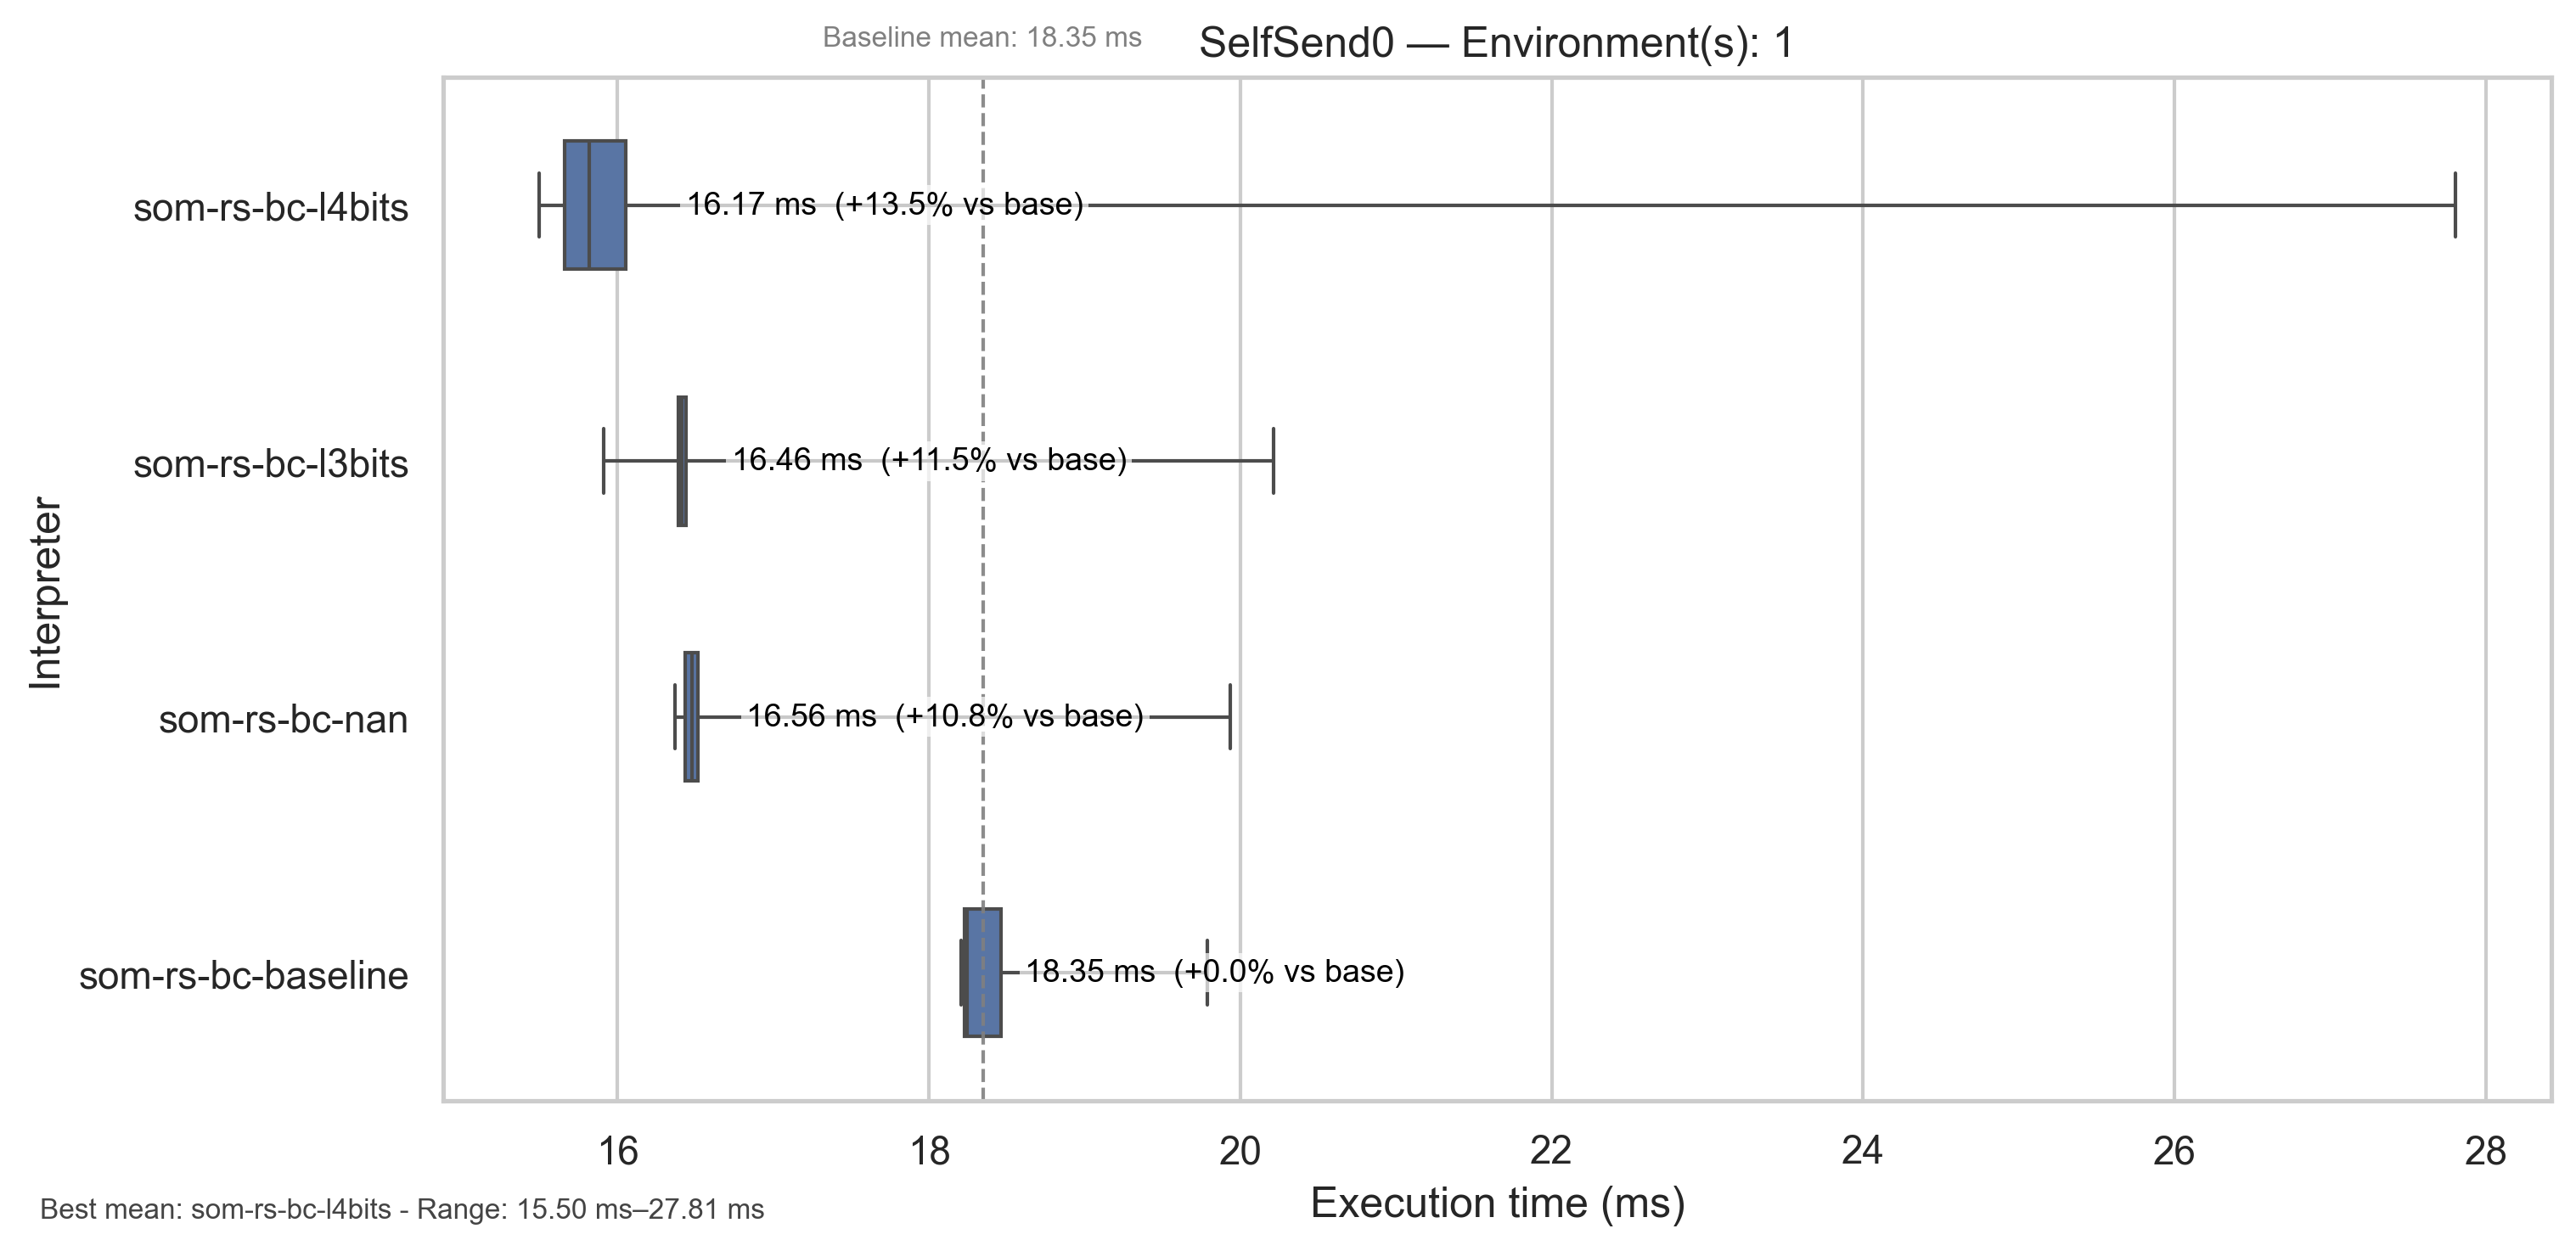 Baseline mean: 18.35 ms
SelfSend0 — Environment(s): 1
som-rs-bc-l4bits
16.17 ms (+13.5% vs base)
som-rs-bc-l3bits
16.46 ms (+11.5% vs base)
som-rs-bc-nan
16.56 ms (+10.8% vs base)
som-rs-bc-baseline
18.35 ms (+0.0% vs base)
Interpreter
16 18 20 22 24 26 28
Execution time (ms)
Best mean: som-rs-bc-l4bits - Range: 15.50 ms–27.81 ms